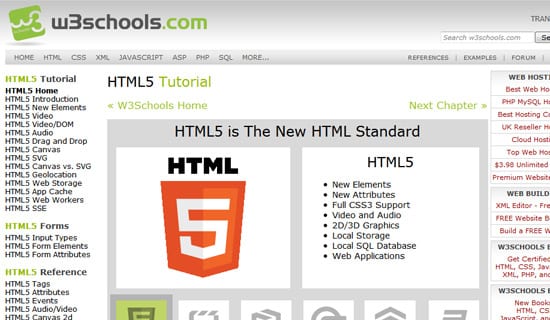 w3schools.com
TRAN
Search w3schools.com
Se
HOME HTML CSS XML JAVASCRIPT ASP PHP SQL MORE...
REFERENCES | EXAMPLES | FORUM |
HTML5 Tutorial
HTML5 Home
HTML5 Introduction
HTML5 New Elements
HTML5 Video
HTML5 Video/DOM
HTML5 Audio
HTML5 Drag and Drop
HTML5 Canvas
HTML5 SVG
HTML5 Canvas vs. SVG
HTML5 Geolocation
HTML5 Web Storage
HTML5 App Cache
HTML5 Web Workers
HTML5 SSE
HTML5 Forms
HTML5 Input Types
HTML5 Form Elements
HTML5 Form Attributes
HTML5 Reference
HTML5 Tags
HTML5 Attributes
HTML5 Events
HTML5 Audio/Video
HTML5 Canvas 2d
HTML5 Tutorial
« W3Schools Home
Next Chapter »
HTML5 is The New HTML Standard
HTML
5
HTML5
• New Elements
• New Attributes
• Full CSS3 Support
• Video and Audio
• 2D/3D Graphics
• Local Storage
• Local SQL Database
• Web Applications
WEB HOSTI
Best Web Ho
PHP MySQL Ho
Best Hosting Co
UK Reseller Ho
Cloud Hosti
Top Web Hos
$3.98 Unlimited
Premium Website
WEB BUILD
XML Editor - Free
FREE Website B
Build a FREE W
W3SCHOOLS E
Get Certified
HTML, CSS, Java
XML, PHP, and
W3SCHOOLS B
New Book
HTML, C
JavaScript, and